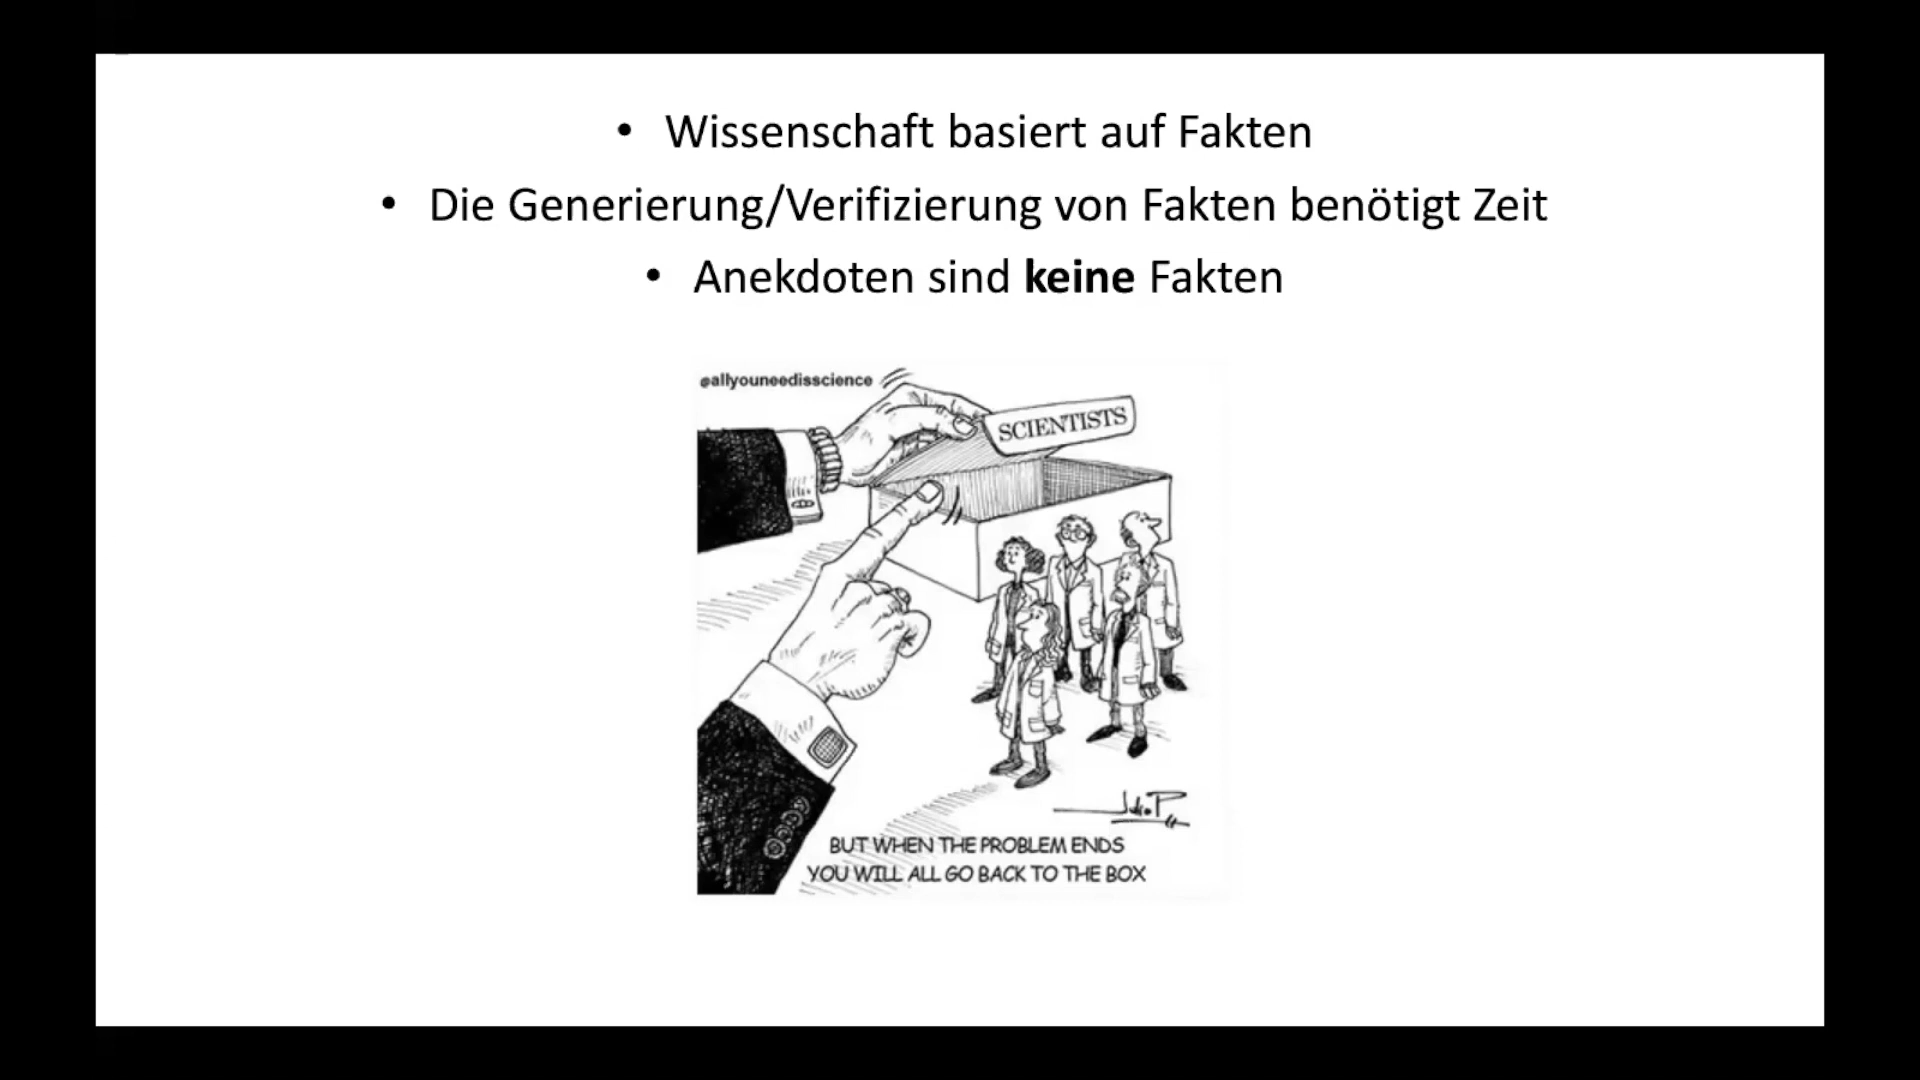 • Wissenschaft basiert auf Fakten
• Die Generierung/Verifizierung von Fakten benötigt Zeit
• Anekdoten sind keine Fakten
@allyouneedisscience
SCIENTISTS
BUT WHEN THE PROBLEM ENDS
YOU WILL ALL GO BACK TO THE BOX